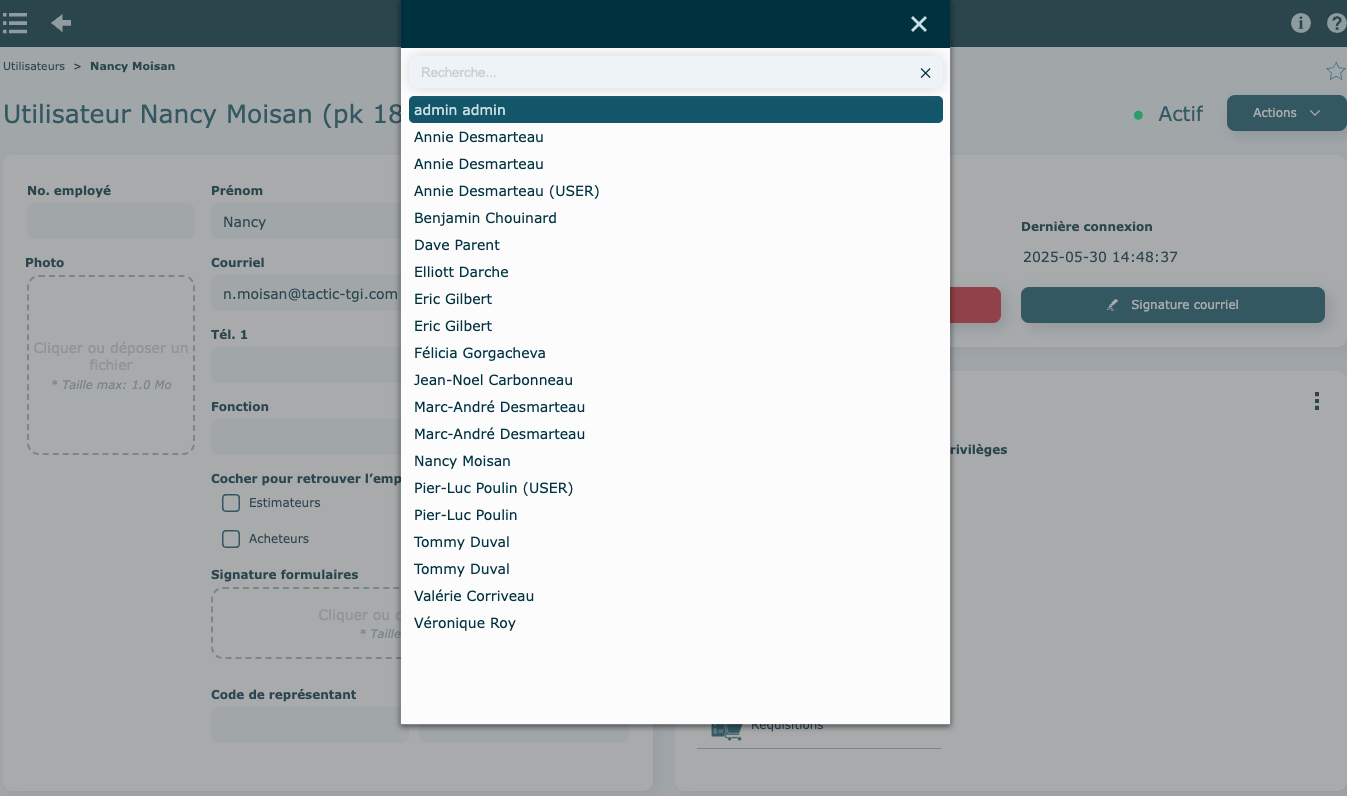 Utilisateurs > Nancy Moisan
Utilisateur Nancy Moisan (pk 18
Actif
Actions
No. employé
Photo
Cliquer ou déposer un
fichier
* Taille max: 1.0 Mo
Prénom
Nancy
Courriel
n.moisan@tactic-tgi.com
Tél. 1
Fonction
Cocher pour retrouver l’emp
Estimateurs
Acheteurs
Signature formulaires
Cliquer ou
* Taille
Code de représentant
Recherche...
admin admin
Annie Desmarteau
Annie Desmarteau
Annie Desmarteau (USER)
Benjamin Chouinard
Dave Parent
Elliott Darche
Eric Gilbert
Eric Gilbert
Félicia Gorgacheva
Jean-Noel Carbonneau
Marc-André Desmarteau
Marc-André Desmarteau
Nancy Moisan
Pier-Luc Poulin (USER)
Pier-Luc Poulin
Tommy Duval
Tommy Duval
Valérie Corriveau
Véronique Roy
Dernière connexion
2025-05-30 14:48:37
Signature courriel
rivilèges
Réquisitions